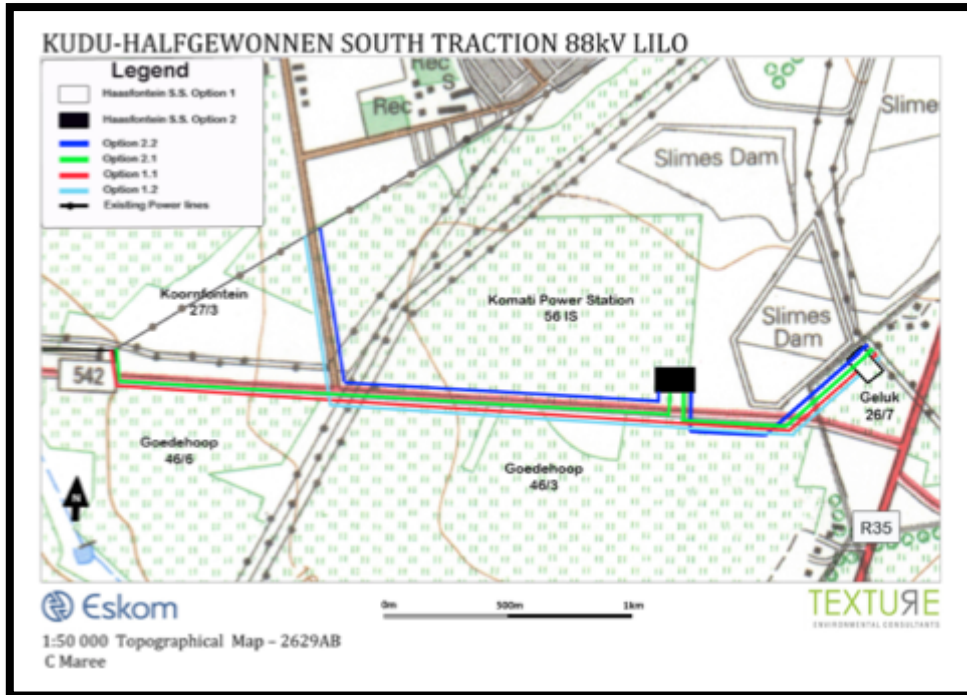 KUDU-HALFGEWONNEN SOUTH TRACTION 88kV LILO
Legend
Haasfontein S.S. Option 1
Haasfontein S.S. Option 2
Option 2.2
Option 2.1
Option 1.1
Option 1.2
Existing Power lines
Rec
S
Rec
Slimes Dam
Slime
Koornfontein
27/3
Komati Power Station
56 IS
Slimes
Dam
542
Geluk
26/7
Goedehoop
46/6
Goedehoop
46/3
N
R35
Eskom
0m 500m 1km
TEXTURE
ENVIRONMENTAL CONSULTANTS
1:50 000 Topographical Map – 2629AB
C Maree